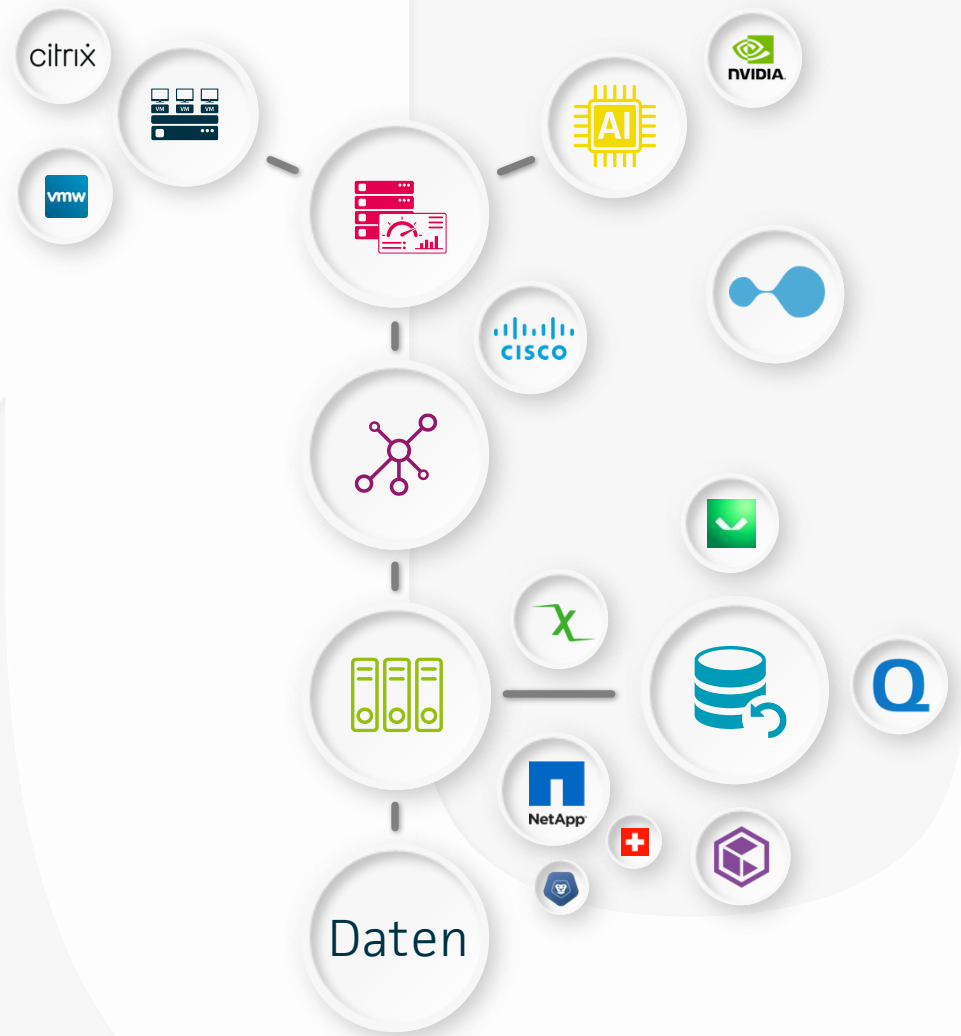 citrix
VM VM VM
vmw
AI
NVIDIA.
CISCO
X
NetApp
Q
Daten